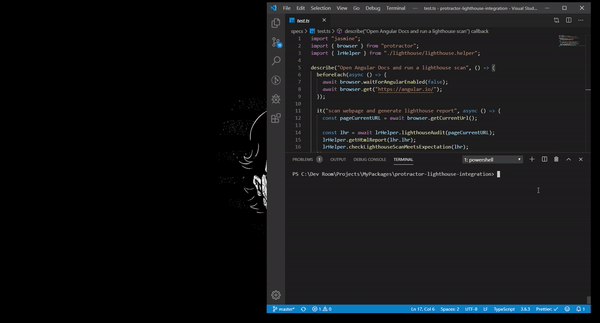 File Edit Selection View Go Debug Terminal test.ts - protractor-lighthouse-integration - Visual Stud...
test.ts
specs > test.ts > describe("Open Angular Docs and run a lighthouse scan") callback
1 import "jasmine";
2 import { browser } from "protractor";
3 import { lrHelper } from "./lighthouse/lighthouse.helper";
4
5 describe("Open Angular Docs and run a lighthouse scan", () => {
6 beforeEach(async () => {
7 await browser.waitForAngularEnabled(false);
8 await browser.get("https://angular.io/");
9 });
10
11 it("scan webpage and generate lighthouse report", async () => {
12 const pageCurrentURL = await browser.getCurrentUrl();
13
14 const lhr = await lrHelper.lighthouseAudit(pageCurrentURL);
15 lrHelper.getHtmlReport(lhr.lhr);
16 lrHelper.checkLighthouseScanMeetsExpectation(lhr);
PROBLEMS 1 OUTPUT DEBUG CONSOLE TERMINAL 1: powershell
PS C:\Dev Room\Projects\MyPackages\protractor-lighthouse-integration>
master* 1 0 Ln 17, Col 6 Spaces: 2 UTF-8 LF TypeScript 3.6.3 Prettier: ✓ 1